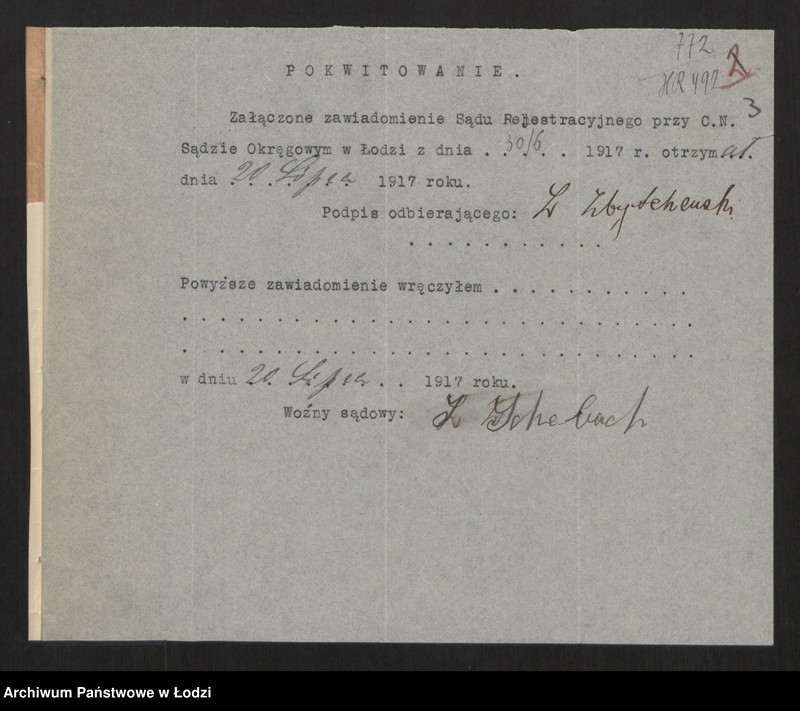 772
HR 492 2
3
POKWITOWANIE.
Załączone zawiadomienie Sądu Rejestracyjnego przy C.N.
Sądzie Okręgowym w Łodzi z dnia . 30/6 . . 1917 r. otrzymał.
dnia 20 Lipca 1917 roku.
Podpis odbierającego: L
. . . . . . . . . . .
Powyższe zawiadomienie wręczyłem . . . . . . . . . . .
. . . . . . . . . . . . . . . . . . . . . . . . . . . .
. . . . . . . . . . . . . . . . . . . . . . . . . . . .
w dniu 20. Lipca . . 1917 roku.
Woźny sądowy:
Archiwum Państwowe w Łodzi